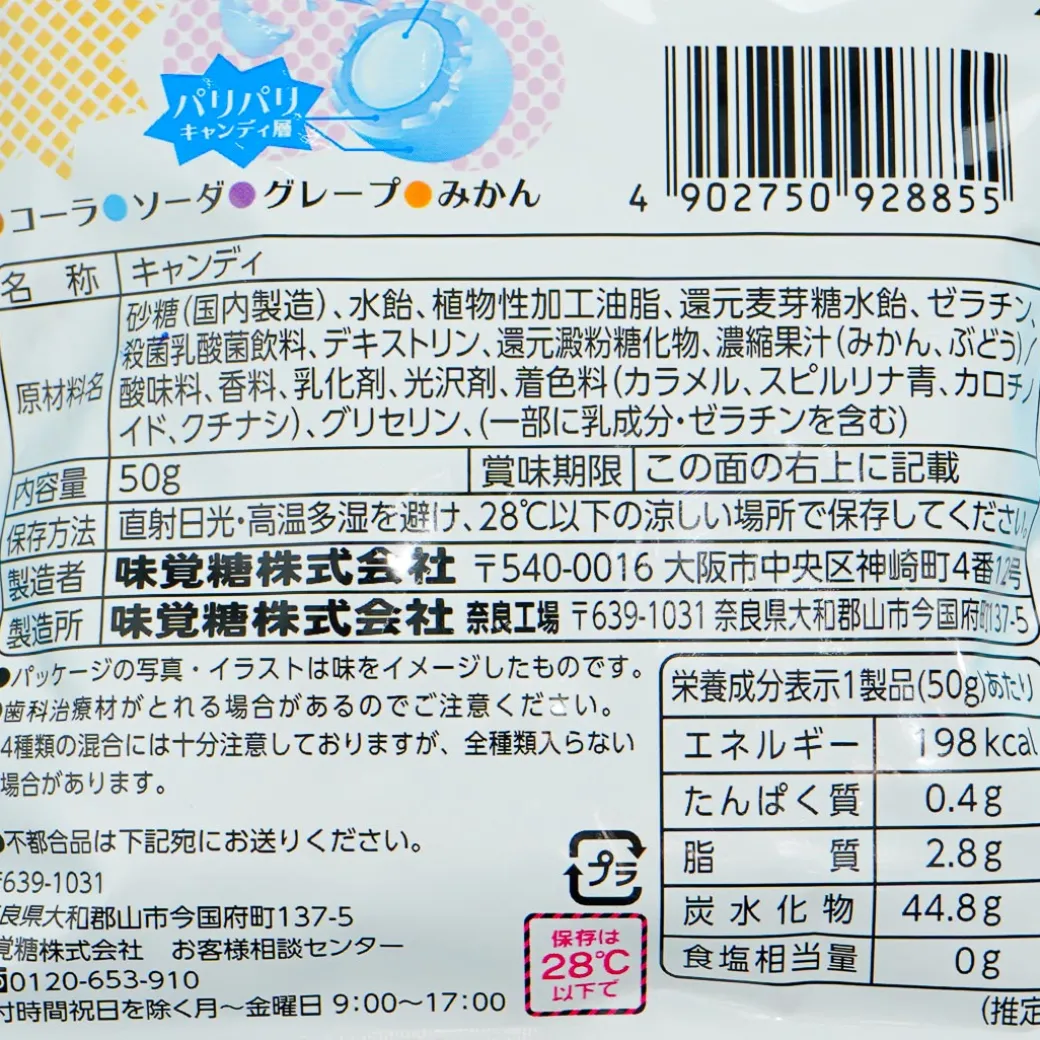 パリパリ
キャンディ層
コーラ●ソーダ●グレープ●みかん
4 902750 928855
名称 キャンディ
原材料名 砂糖(国内製造)、水飴、植物性加工油脂、還元麦芽糖水飴、ゼラチン、
殺菌乳酸菌飲料、デキストリン、還元澱粉糖化物、濃縮果汁(みかん、ぶどう)/
酸味料、香料、乳化剤、光沢剤、着色料(カラメル、スピルリナ青、カロチノ
イド、クチナシ)、グリセリン、(一部に乳成分・ゼラチンを含む)
内容量 50g 賞味期限 この面の右上に記載
保存方法 直射日光・高温多湿を避け、28℃以下の涼しい場所で保存してください。
製造者 味覚糖株式会社 〒540-0016 大阪市中央区神崎町4番12号
製造所 味覚糖株式会社 奈良工場 〒639-1031 奈良県大和郡山市今国府町137-5
●パッケージの写真・イラストは味をイメージしたものです。
●歯科治療材がとれる場合があるのでご注意ください。
4種類の混合には十分注意しておりますが、全種類入らない
場合があります。
●不都合品は下記宛にお送りください。
〒639-1031
良県大和郡山市今国府町137-5
覚糖株式会社 お客様相談センター
0120-653-910
付時間祝日を除く月～金曜日 9:00～17:00
プラ
保存は
28℃
以下で
栄養成分表示1製品(50g)あたり
エネルギー 198kcal
たんぱく質 0.4g
脂質 2.8g
炭水化物 44.8g
食塩相当量 0g
(推定